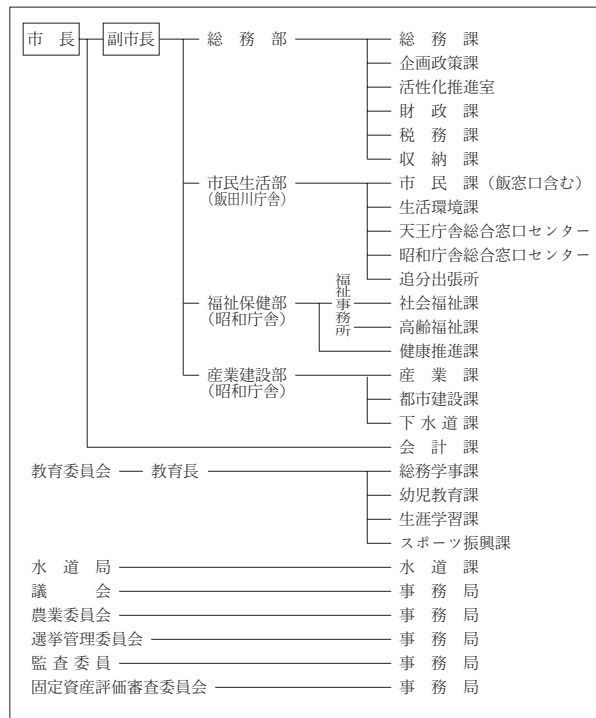 市長 副市長 総務部 総務課
企画政策課
活性化推進室
財政課
税務課
収納課
市民生活部 市民課（飯窓口含む）
（飯田川庁舎） 生活環境課
天王庁舎総合窓口センター
昭和庁舎総合窓口センター
追分出張所
福祉保健部 福祉事務所 社会福祉課
（昭和庁舎） 高齢福祉課
健康推進課
産業建設部 産業課
（昭和庁舎） 都市建設課
下水道課
会計課
教育委員会 教育長 総務学事課
幼児教育課
生涯学習課
スポーツ振興課
水道局 水道課
議会 事務局
農業委員会 事務局
選挙管理委員会 事務局
監査委員 事務局
固定資産評価審査委員会 事務局